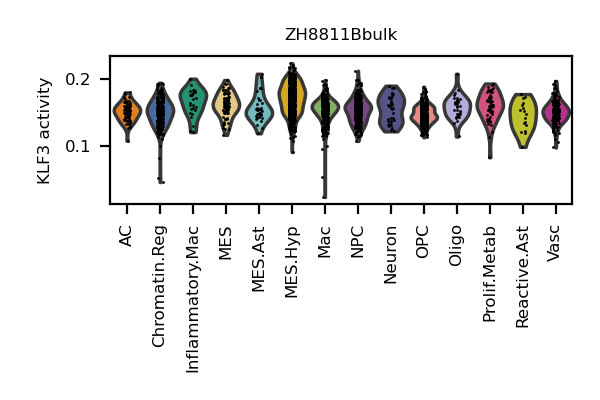 ZH8811Bbulk
KLF3 activity
0.2
0.1
AC
Chromatin.Reg
Inflammatory.Mac
MES
MES.Ast
MES.Hyp
Mac
NPC
Neuron
OPC
Oligo
Prolif.Metab
Reactive.Ast
Vasc